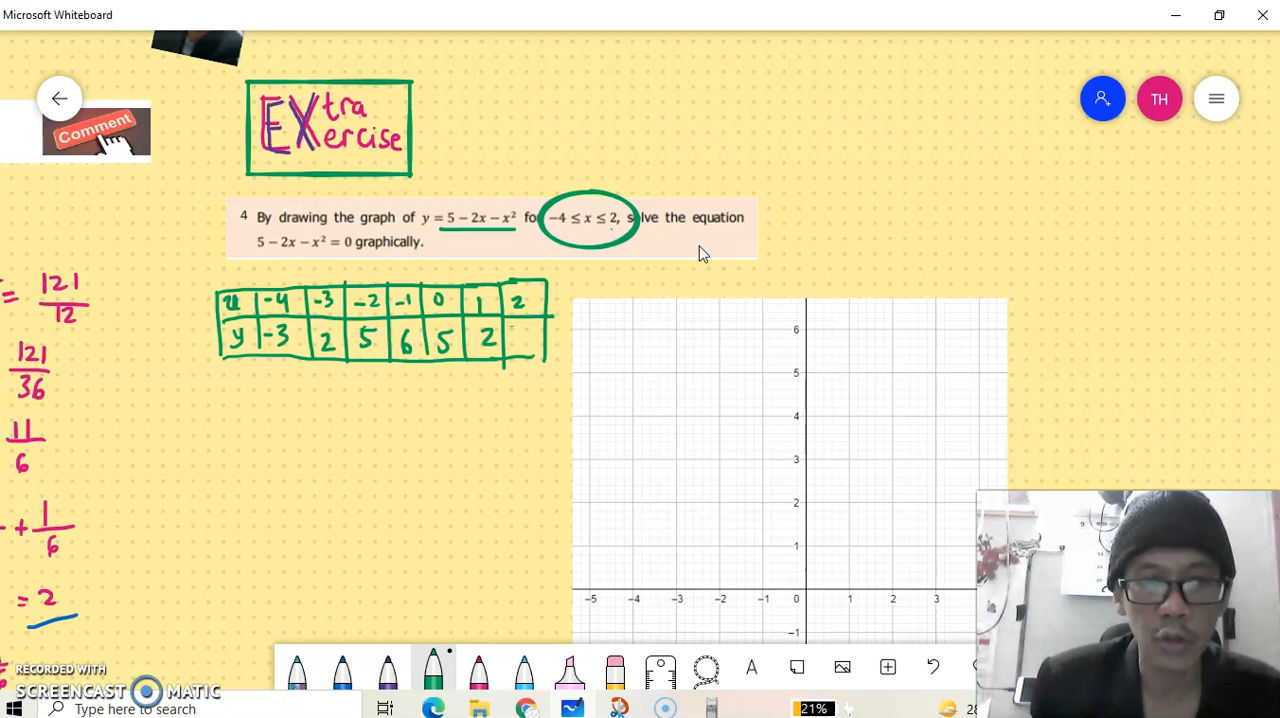 Microsoft Whiteboard
EXtra
Xercise
Comment
TH
4 By drawing the graph of y = 5 − 2x − x² for −4 ≤ x ≤ 2, solve the equation
5 − 2x − x² = 0 graphically.
= 121/12
121/36
11/6
+ 1/6
= 2
x -4 -3 -2 -1 0 1 2
y -3 2 5 6 5 2
6
5
4
3
2
1
−5 −4 −3 −2 −1 0 1 2 3
−1
9
A
RECORDED WITH
SCREENCAST MATIC
Type here to search
21%
28